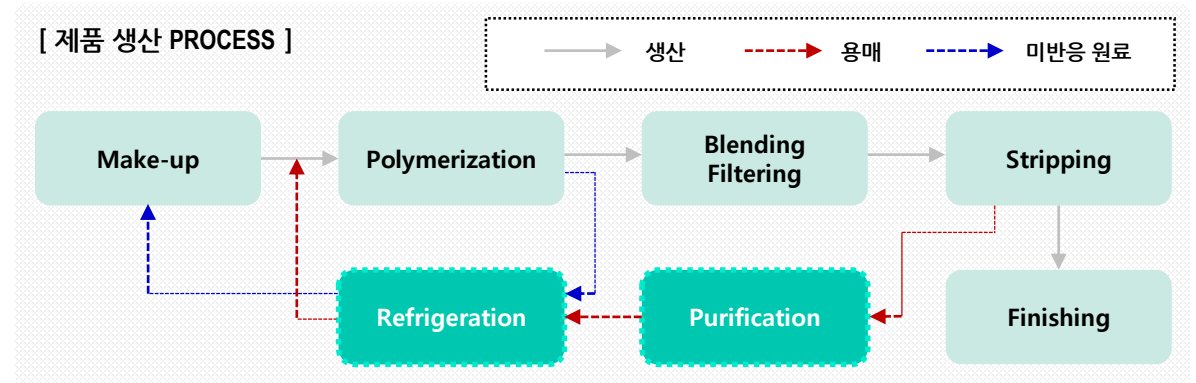 [ 제품 생산 PROCESS ]
생산
용매
미반응 원료
Make-up
Polymerization
Blending
Filtering
Stripping
Refrigeration
Purification
Finishing